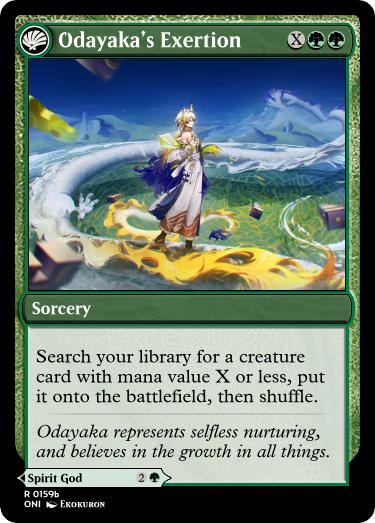 Odayaka's Exertion X
Sorcery
Search your library for a creature
card with mana value X or less, put
it onto the battlefield, then shuffle.
Odayaka represents selfless nurturing,
and believes in the growth in all things.
Spirit God 2
R 0159b
ONI Ekokuron